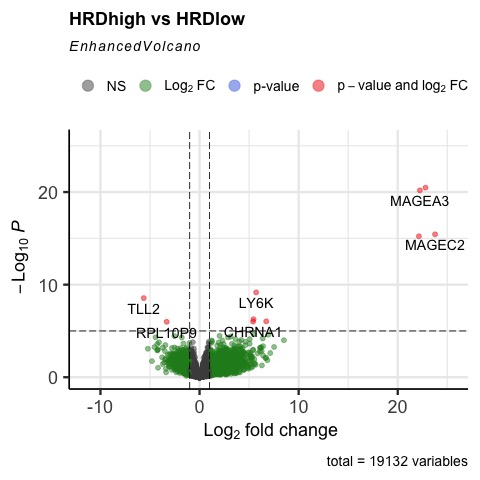 HRDhigh vs HRDlow
EnhancedVolcano
NS Log₂ FC p-value p – value and log₂ FC
– Log₁₀ P
20
10
0
MAGEA3
MAGEC2
LY6K
TLL2
RPL10P9 CHRNA1
-10 0 10 20
Log₂ fold change
total = 19132 variables